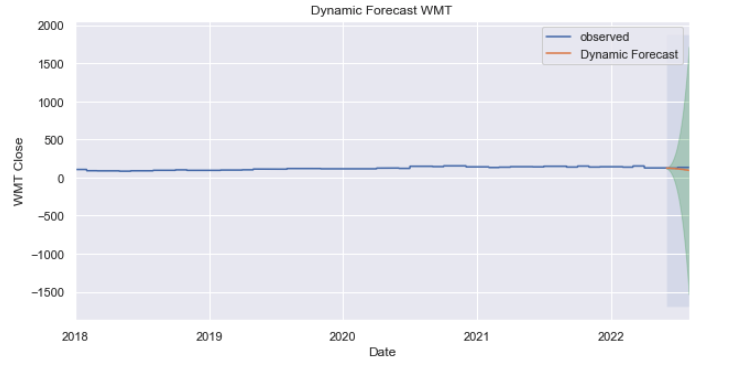 Dynamic Forecast WMT
2000
1500
1000
500
0
−500
−1000
−1500
WMT Close
observed
Dynamic Forecast
2018
2019
2020
2021
2022
Date